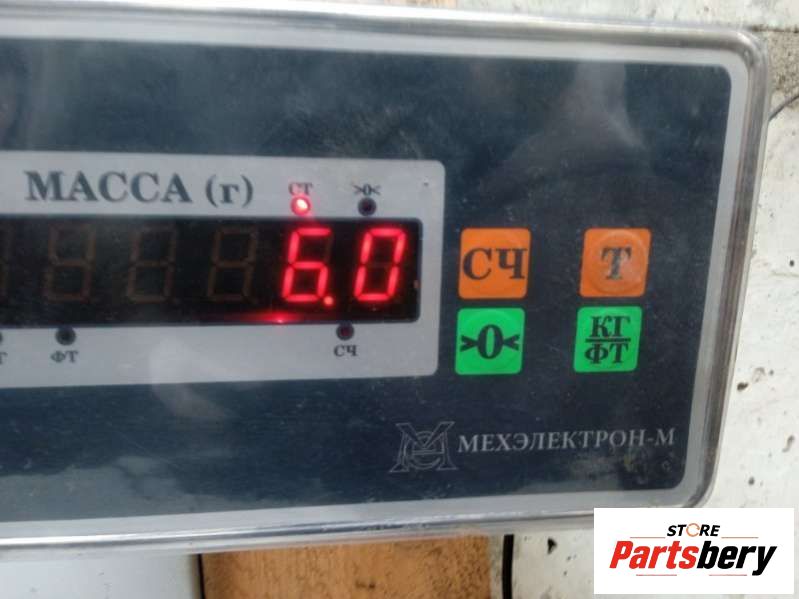 МАССА (г)
СТ
>0<
6.0
ФТ
СЧ
СЧ
Т
>0<
КГ
ФТ
МЕХЭЛЕКТРОН-М
STORE
Partsbery